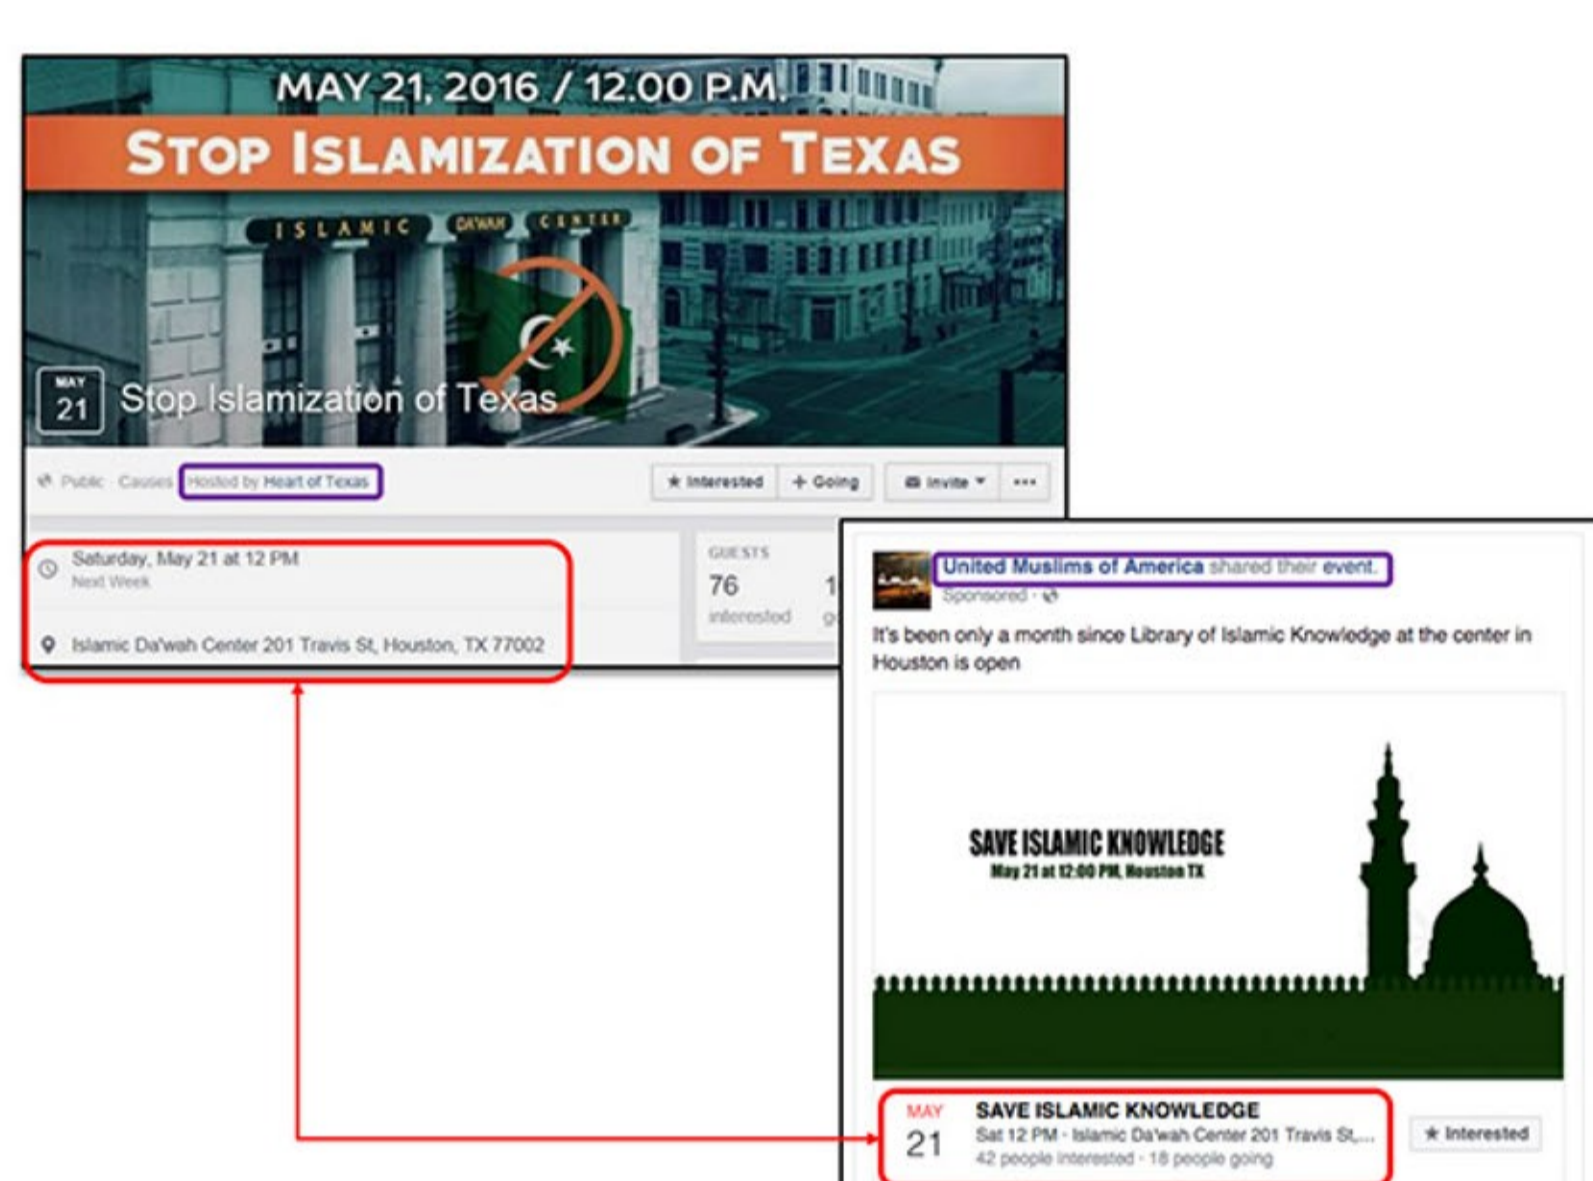 MAY 21, 2016 / 12.00 P.M.
STOP ISLAMIZATION OF TEXAS
ISLAMIC DA'WAH CENTER
MAY
21
Stop Islamization of Texas
Public · Causes Hosted by Heart of Texas
Interested
+ Going
Invite
Saturday, May 21 at 12 PM
Next Week
Islamic Da'wah Center 201 Travis St, Houston, TX 77002
GUESTS
76
interested
United Muslims of America shared their event.
Sponsored ·
It's been only a month since Library of Islamic Knowledge at the center in
Houston is open
SAVE ISLAMIC KNOWLEDGE
May 21 at 12:00 PM, Houston TX
MAY
21
SAVE ISLAMIC KNOWLEDGE
Sat 12 PM · Islamic Da'wah Center 201 Travis St,...
42 people interested · 18 people going
Interested